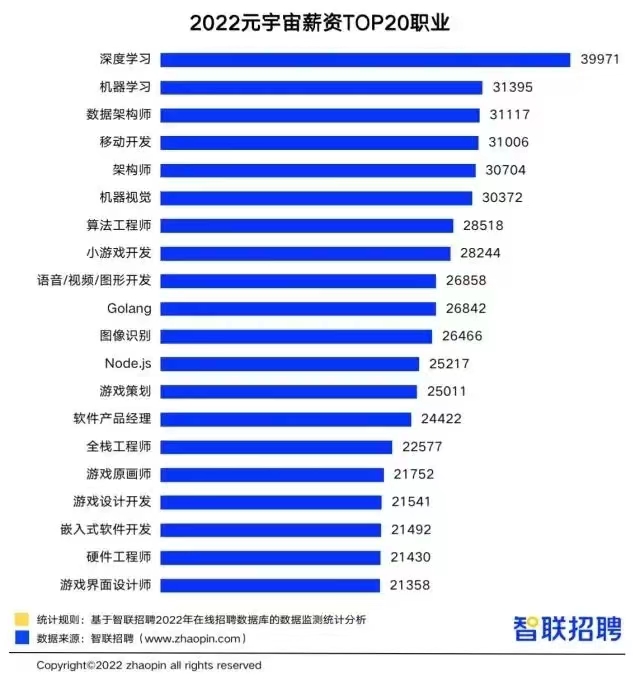 2022元宇宙薪资TOP20职业
深度学习 39971
机器学习 31395
数据架构师 31117
移动开发 31006
架构师 30704
机器视觉 30372
算法工程师 28518
小游戏开发 28244
语音/视频/图形开发 26858
Golang 26842
图像识别 26466
Node.js 25217
游戏策划 25011
软件产品经理 24422
全栈工程师 22577
游戏原画师 21752
游戏设计开发 21541
嵌入式软件开发 21492
硬件工程师 21430
游戏界面设计师 21358
统计规则：基于智联招聘2022年在线招聘数据库的数据监测统计分析
数据来源：智联招聘（www.zhaopin.com）
智联招聘
Copyright©2022 zhaopin all rights reserved